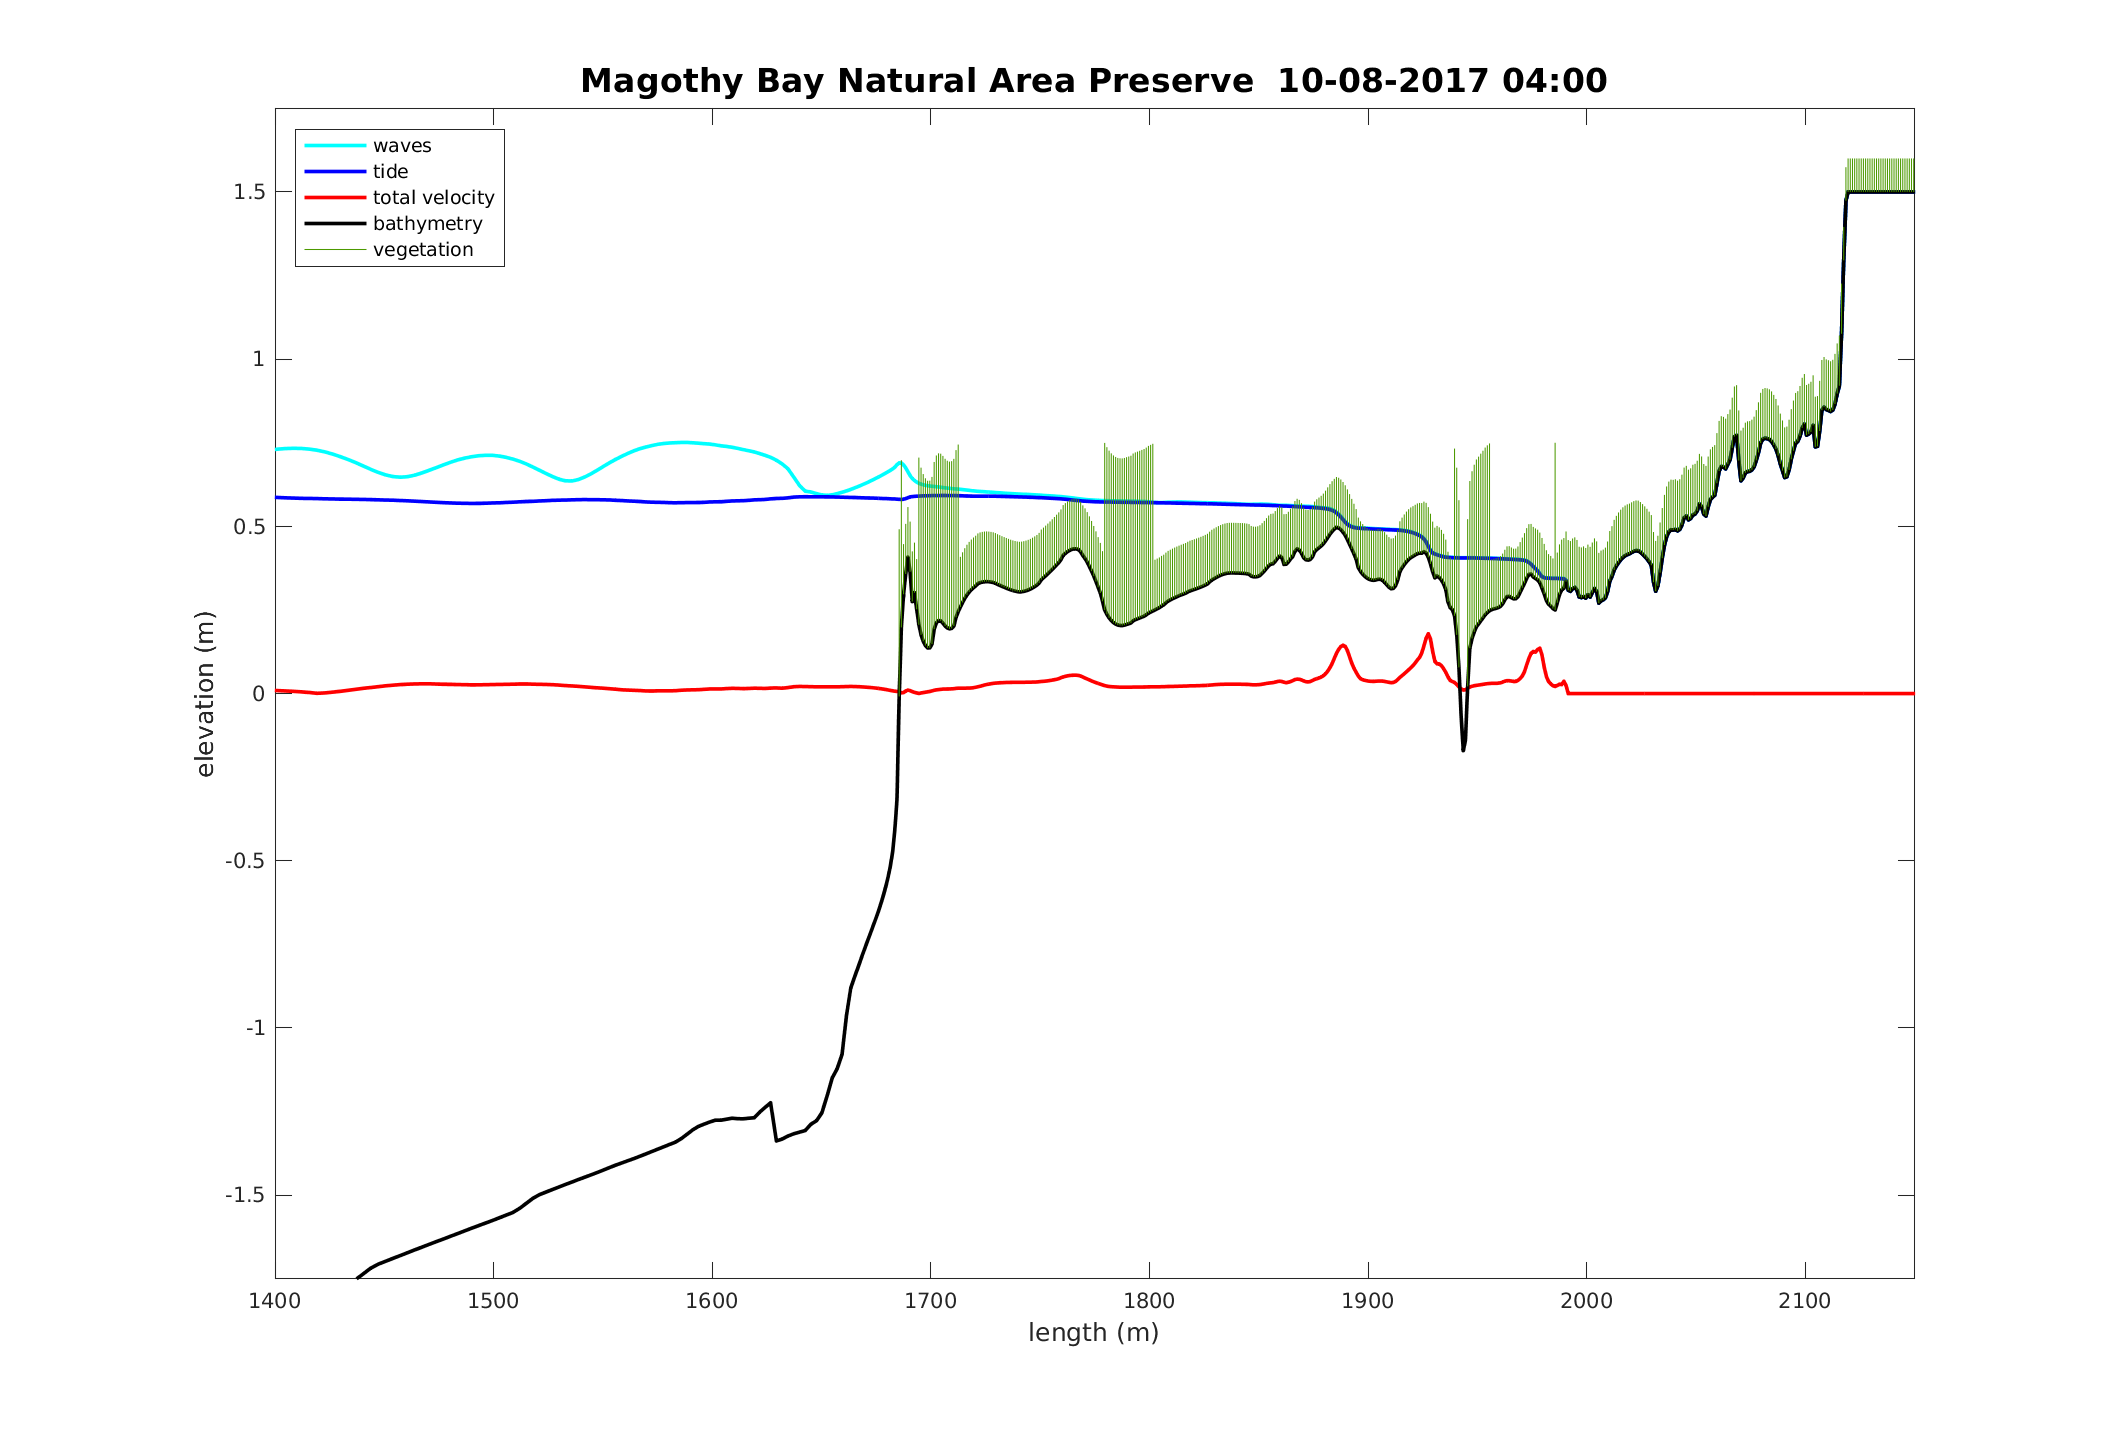 Magothy Bay Natural Area Preserve  10-08-2017 04:00
waves
tide
total velocity
bathymetry
vegetation
1.5
1
0.5
0
-0.5
-1
-1.5
elevation (m)
1400 1500 1600 1700 1800 1900 2000 2100
length (m)